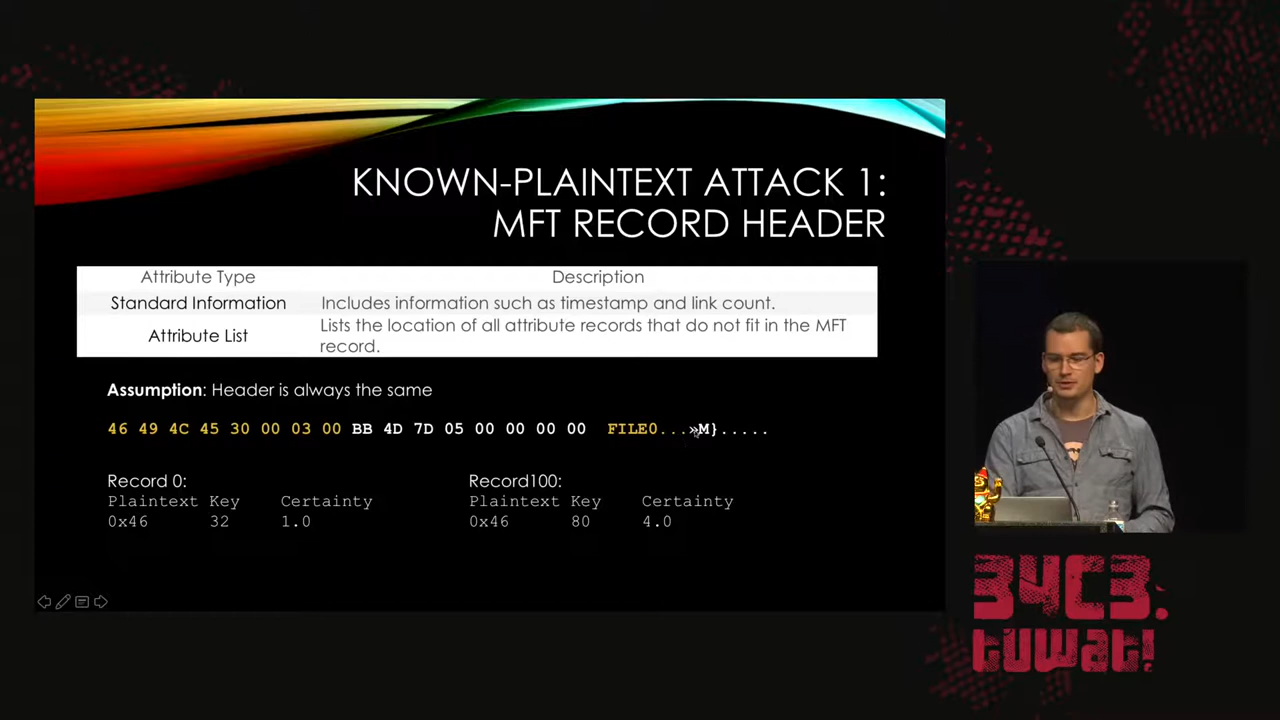 KNOWN-PLAINTEXT ATTACK 1:
MFT RECORD HEADER
Attribute Type Description
Standard Information Includes information such as timestamp and link count.
Attribute List Lists the location of all attribute records that do not fit in the MFT
record.
Assumption: Header is always the same
46 49 4C 45 30 00 03 00 BB 4D 7D 05 00 00 00 00 FILE0...»M}.....
Record 0:
Plaintext Key Certainty
0x46 32 1.0
Record100:
Plaintext Key Certainty
0x46 80 4.0
34C3.
tuwat!